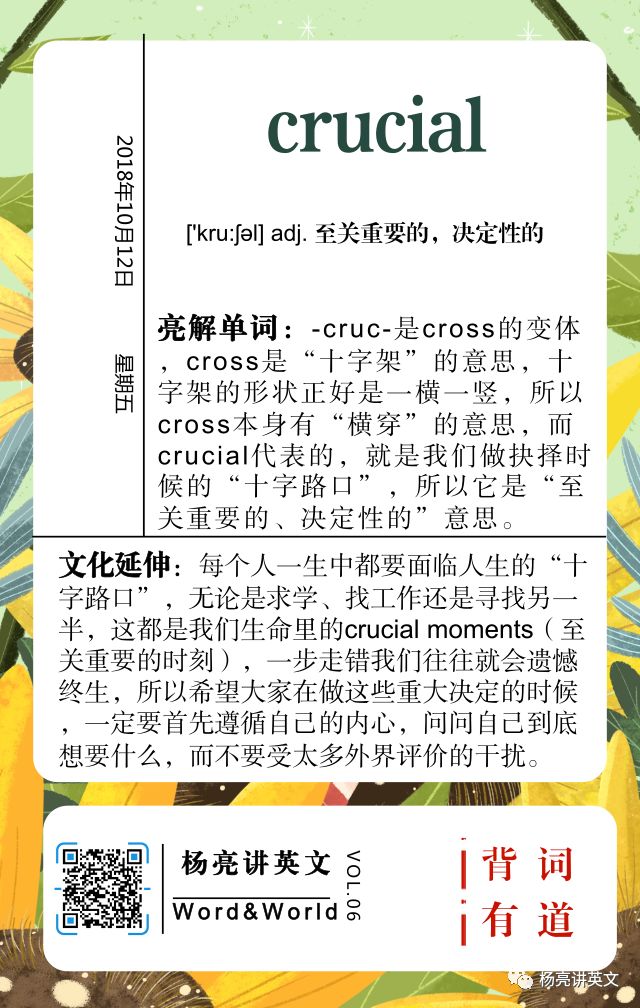 crucial
2018年10月12日
星期五
['kru:ʃəl] adj. 至关重要的，决定性的
亮解单词：-cruc-是cross的变体
，cross是“十字架”的意思，十
字架的形状正好是一横一竖，所以
cross本身有“横穿”的意思，而
crucial代表的，就是我们做抉择时
候的“十字路口”，所以它是“至
关重要的、决定性的”意思。
文化延伸：每个人一生中都要面临人生的“十
字路口”，无论是求学、找工作还是寻找另一
半，这都是我们生命里的crucial moments（至
关重要的时刻），一步走错我们往往就会遗憾
终生，所以希望大家在做这些重大决定的时候
，一定要首先遵循自己的内心，问问自己到底
想要什么，而不要受太多外界评价的干扰。
杨亮讲英文
Word&World
VOL.06
背词
有道
杨亮讲英文